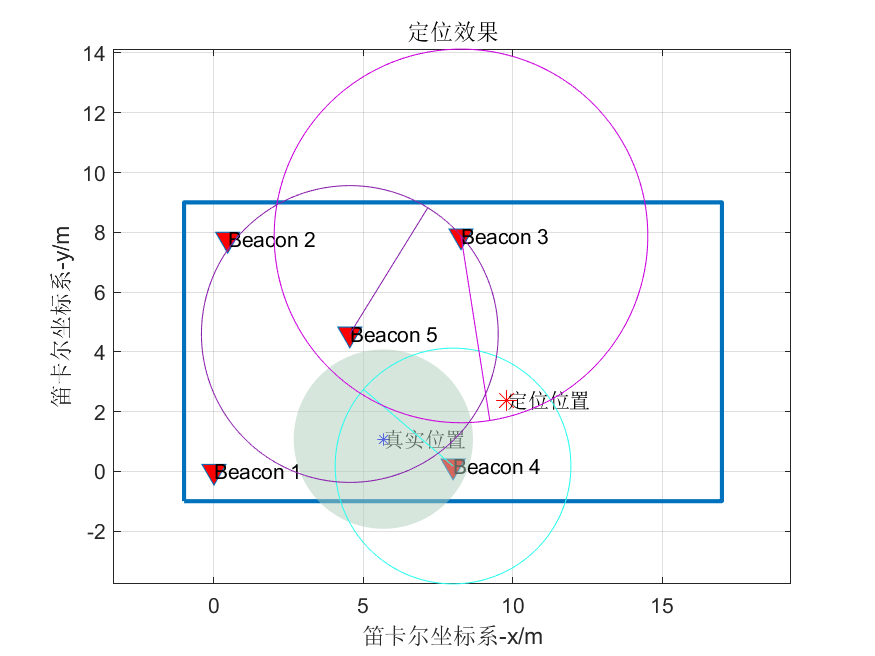 定位效果
14
12
10
8
6
4
2
0
-2
Beacon 2
Beacon 3
Beacon 5
定位位置
真实位置
Beacon 1
Beacon 4
0
5
10
15
笛卡尔坐标系-x/m
笛卡尔坐标系-y/m